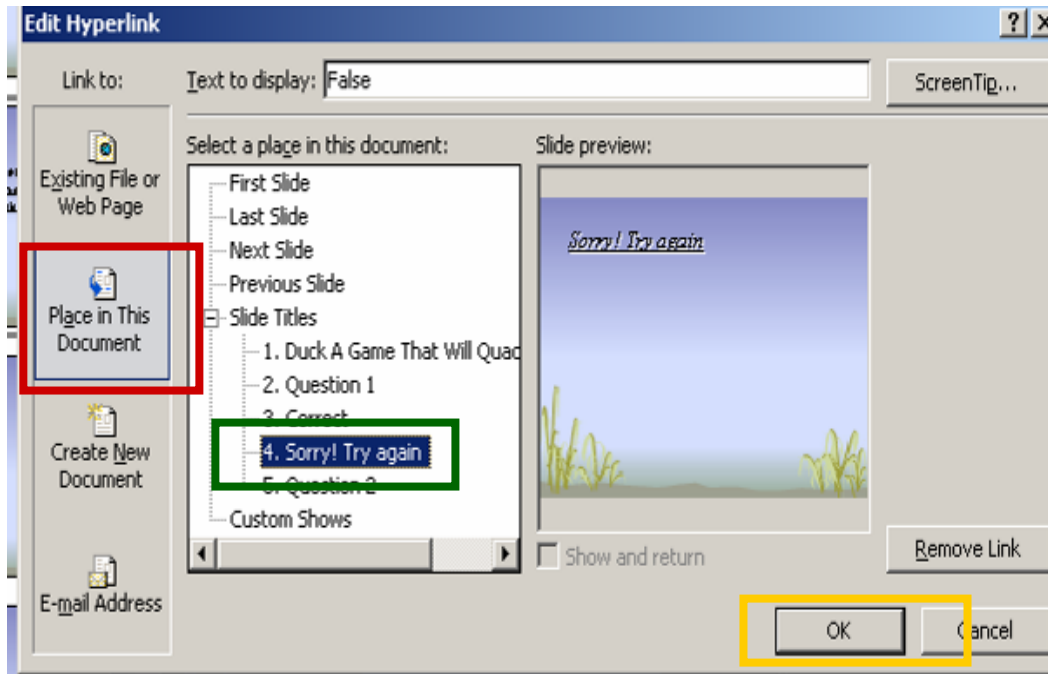 Edit Hyperlink
Link to:
Text to display: False
ScreenTip...
Existing File or
Web Page
Place in This
Document
Create New
Document
E-mail Address
Select a place in this document:
First Slide
Last Slide
Next Slide
Previous Slide
Slide Titles
1. Duck A Game That Will Quac
2. Question 1
3. Correct
4. Sorry! Try again
5. Question 2
Custom Shows
Slide preview:
Sorry! Try again
Show and return
Remove Link
OK
Cancel